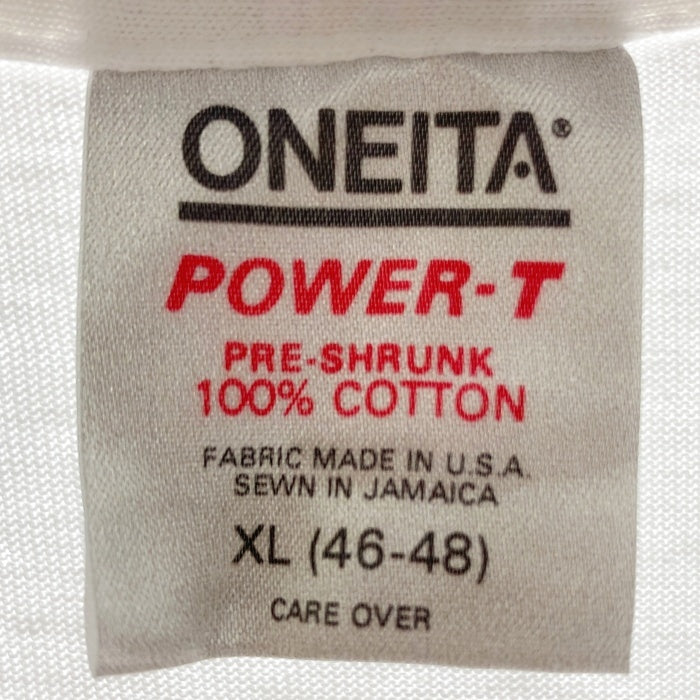 ONEITA®
POWER-T
PRE-SHRUNK
100% COTTON
FABRIC MADE IN U.S.A.
SEWN IN JAMAICA
XL (46-48)
CARE OVER